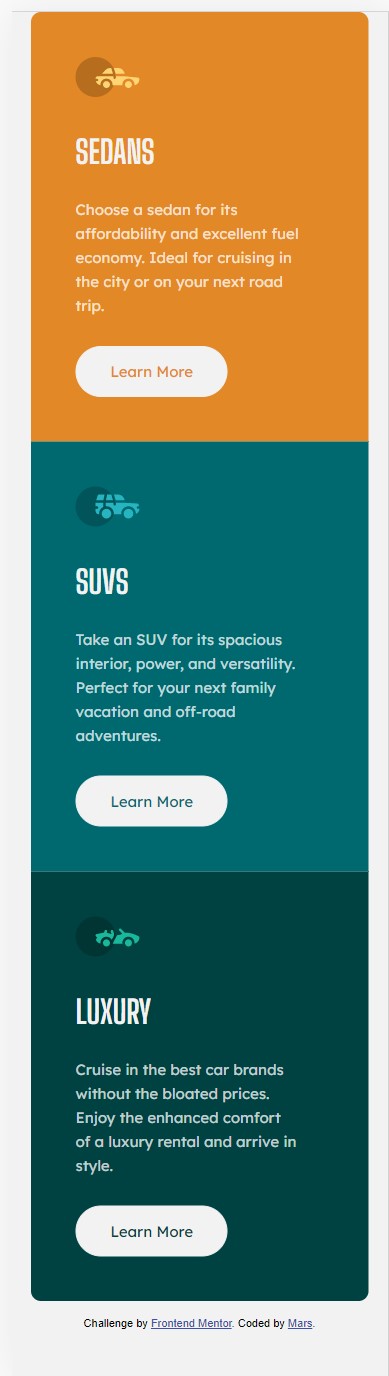 SEDANS
Choose a sedan for its
affordability and excellent fuel
economy. Ideal for cruising in
the city or on your next road
trip.
Learn More
SUVS
Take an SUV for its spacious
interior, power, and versatility.
Perfect for your next family
vacation and off-road
adventures.
Learn More
LUXURY
Cruise in the best car brands
without the bloated prices.
Enjoy the enhanced comfort
of a luxury rental and arrive in
style.
Learn More
Challenge by Frontend Mentor. Coded by Mars.